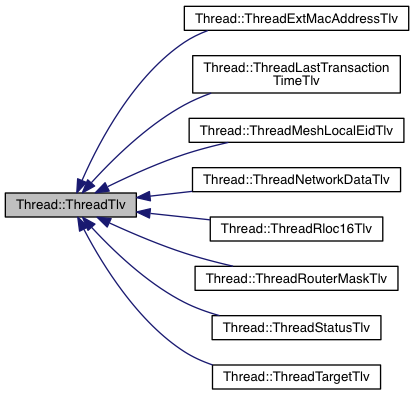 Thread::ThreadExtMacAddressTlv
Thread::ThreadLastTransaction
TimeTlv
Thread::ThreadMeshLocalEidTlv
Thread::ThreadNetworkDataTlv
Thread::ThreadTlv
Thread::ThreadRloc16Tlv
Thread::ThreadRouterMaskTlv
Thread::ThreadStatusTlv
Thread::ThreadTargetTlv